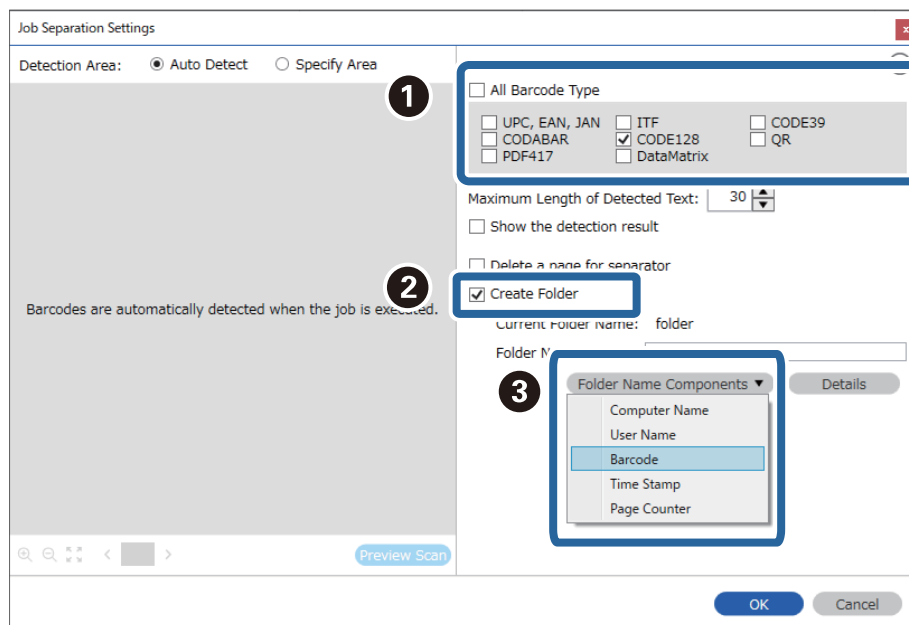 Job Separation Settings
x
Detection Area: Auto Detect Specify Area
1
All Barcode Type
UPC, EAN, JAN ITF CODE39
CODABAR CODE128 QR
PDF417 DataMatrix
Maximum Length of Detected Text: 30
Show the detection result
Delete a page for separator
2
Create Folder
Barcodes are automatically detected when the job is executed.
Current Folder Name: folder
Folder
3
Folder Name Components Details
Computer Name
User Name
Barcode
Time Stamp
Page Counter
Preview Scan
OK Cancel